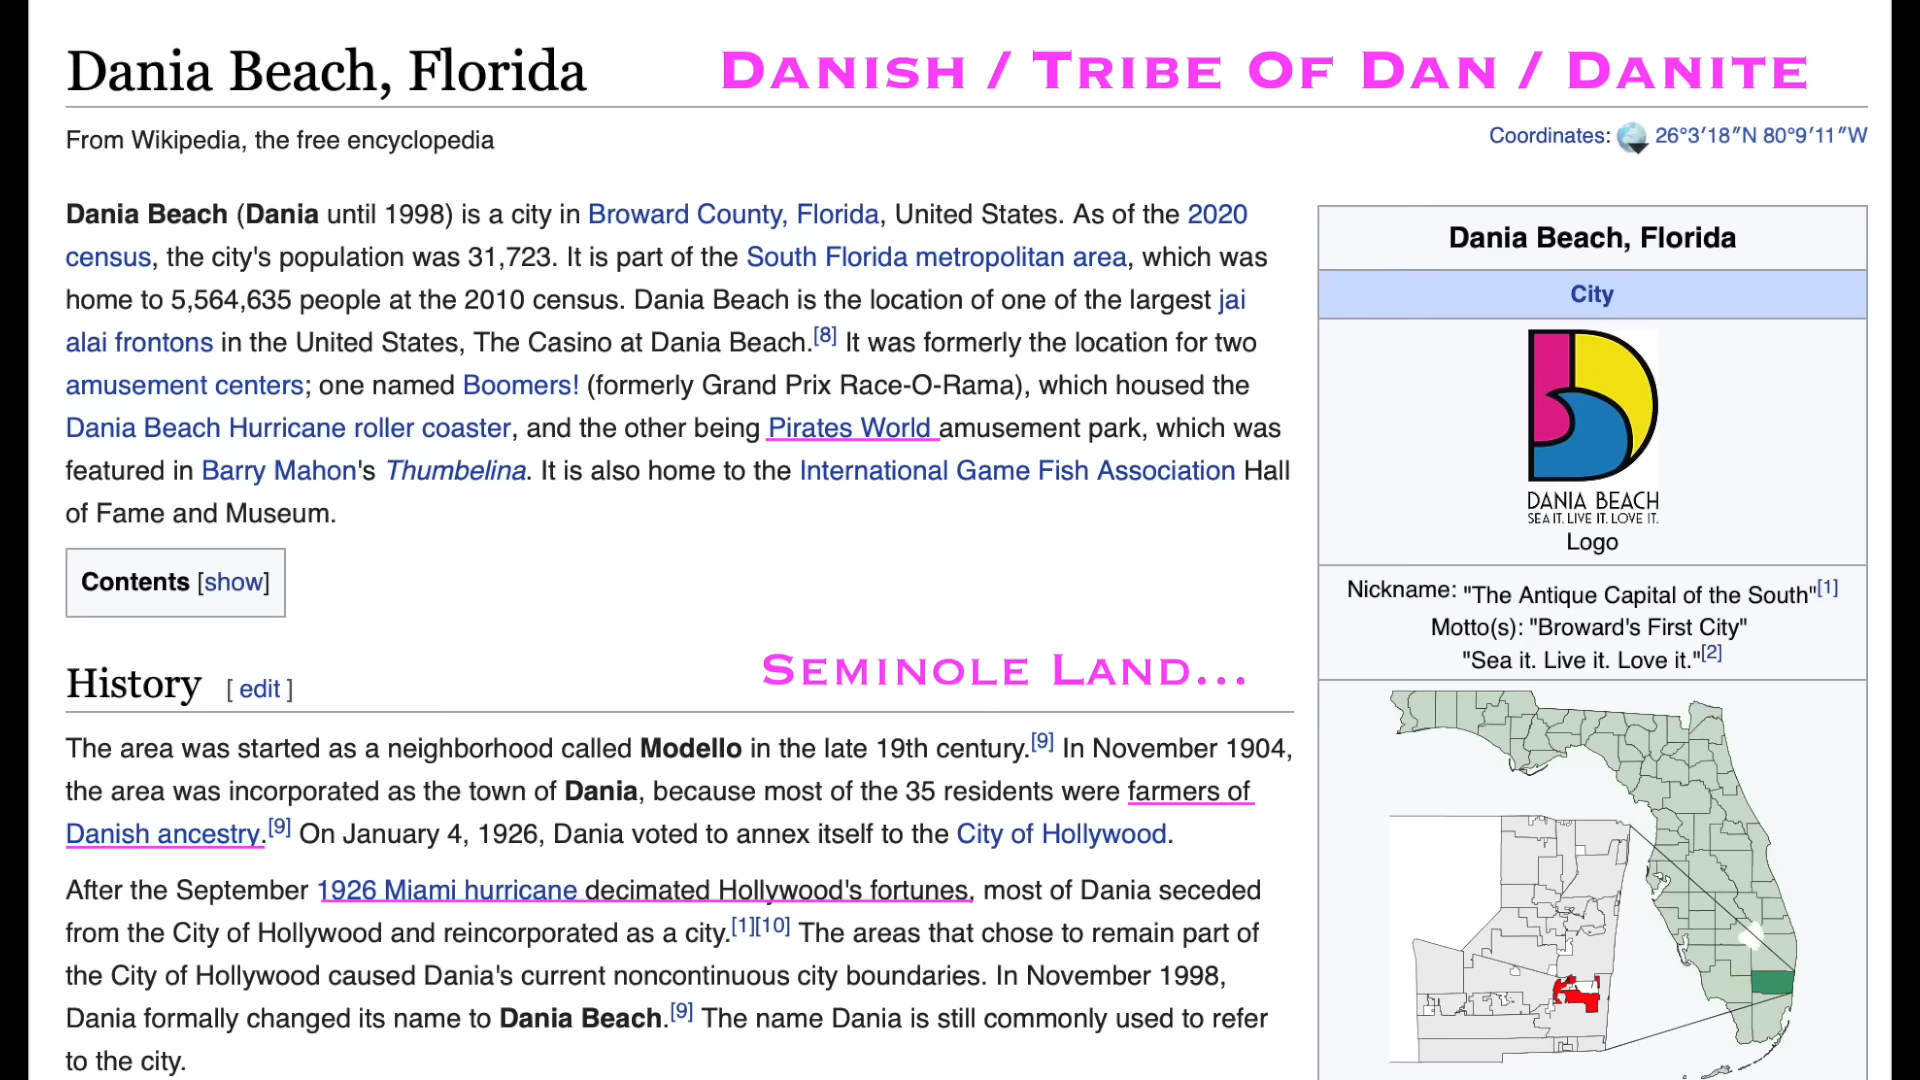 Dania Beach, Florida
DANISH / TRIBE OF DAN / DANITE
From Wikipedia, the free encyclopedia
Coordinates: 26°3′18″N 80°9′11″W
Dania Beach (Dania until 1998) is a city in Broward County, Florida, United States. As of the 2020
census, the city's population was 31,723. It is part of the South Florida metropolitan area, which was
home to 5,564,635 people at the 2010 census. Dania Beach is the location of one of the largest jai
alai frontons in the United States, The Casino at Dania Beach.[8] It was formerly the location for two
amusement centers; one named Boomers! (formerly Grand Prix Race-O-Rama), which housed the
Dania Beach Hurricane roller coaster, and the other being Pirates World amusement park, which was
featured in Barry Mahon's Thumbelina. It is also home to the International Game Fish Association Hall
of Fame and Museum.
Contents [show]
SEMINOLE LAND...
History [ edit ]
The area was started as a neighborhood called Modello in the late 19th century.[9] In November 1904,
the area was incorporated as the town of Dania, because most of the 35 residents were farmers of
Danish ancestry.[9] On January 4, 1926, Dania voted to annex itself to the City of Hollywood.
After the September 1926 Miami hurricane decimated Hollywood's fortunes, most of Dania seceded
from the City of Hollywood and reincorporated as a city.[1][10] The areas that chose to remain part of
the City of Hollywood caused Dania's current noncontinuous city boundaries. In November 1998,
Dania formally changed its name to Dania Beach.[9] The name Dania is still commonly used to refer
to the city.
Dania Beach, Florida
City
DANIA BEACH
SEA IT. LIVE IT. LOVE IT.
Logo
Nickname: "The Antique Capital of the South"[1]
Motto(s): "Broward's First City"
"Sea it. Live it. Love it."[2]